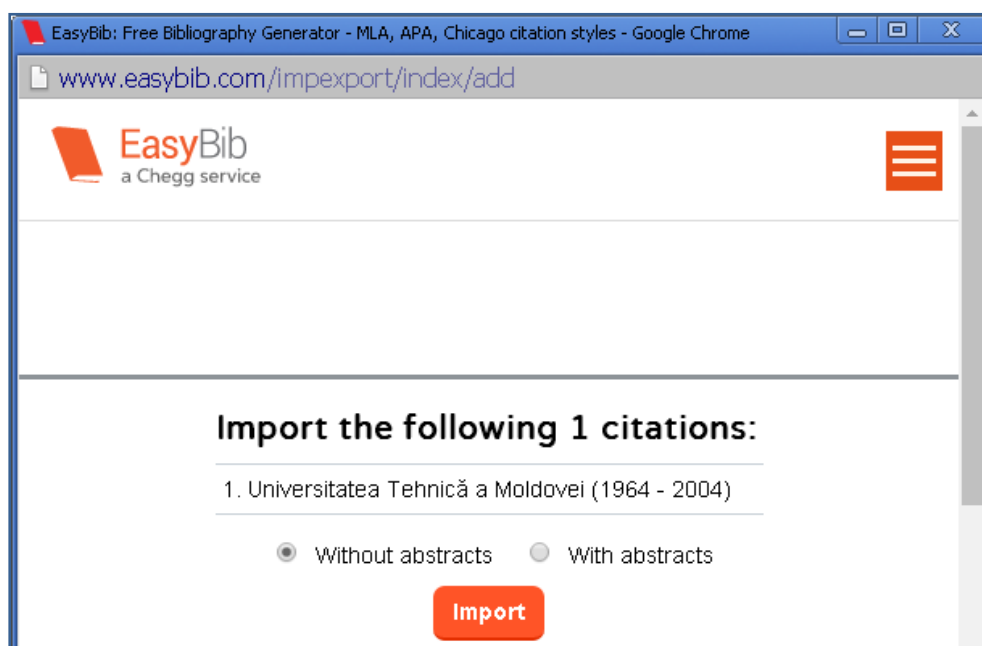 EasyBib: Free Bibliography Generator - MLA, APA, Chicago citation styles - Google Chrome
www.easybib.com/impexport/index/add
EasyBib
a Chegg service
Import the following 1 citations:
1. Universitatea Tehnică a Moldovei (1964 - 2004)
Without abstracts With abstracts
Import